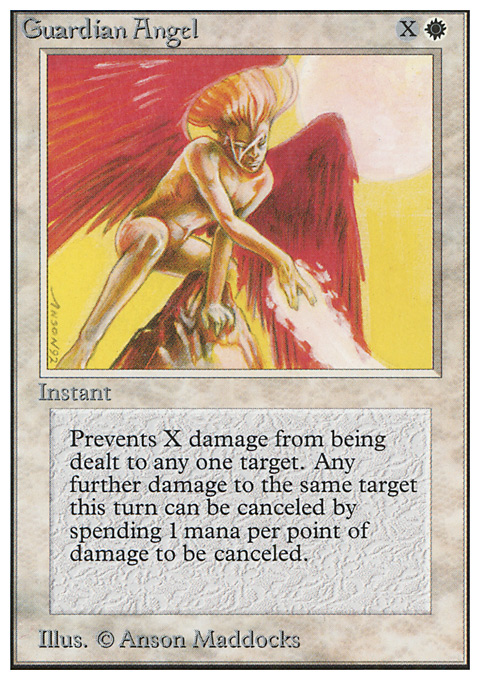 Guardian Angel X
ANSON 92
Instant
Prevents X damage from being
dealt to any one target. Any
further damage to the same target
this turn can be canceled by
spending 1 mana per point of
damage to be canceled.
Illus. © Anson Maddocks